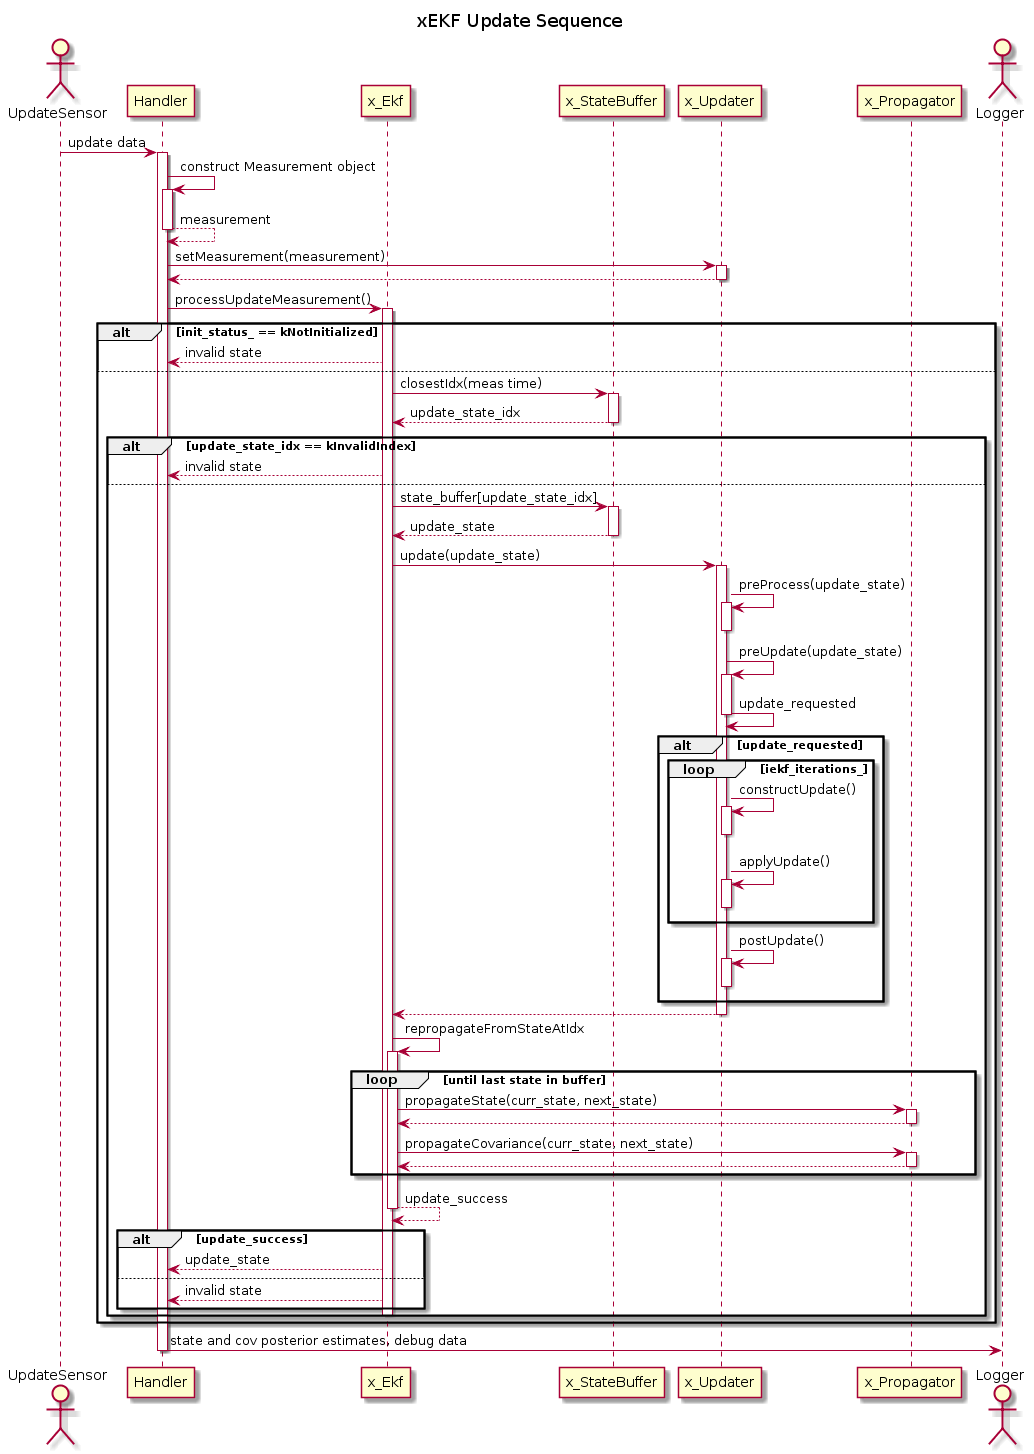 xEKF Update Sequence
UpdateSensor
Handler
x_Ekf
x_StateBuffer
x_Updater
x_Propagator
Logger
update data
construct Measurement object
measurement
setMeasurement(measurement)
processUpdateMeasurement()
alt [init_status_ == kNotInitialized]
invalid state
closestIdx(meas time)
update_state_idx
alt [update_state_idx == kInvalidIndex]
invalid state
state_buffer[update_state_idx]
update_state
update(update_state)
preProcess(update_state)
preUpdate(update_state)
update_requested
alt [update_requested]
loop [iekf_iterations_]
constructUpdate()
applyUpdate()
postUpdate()
repropagateFromStateAtIdx
loop [until last state in buffer]
propagateState(curr_state, next_state)
propagateCovariance(curr_state, next_state)
update_success
alt [update_success]
update_state
invalid state
state and cov posterior estimates, debug data
UpdateSensor
Handler
x_Ekf
x_StateBuffer
x_Updater
x_Propagator
Logger